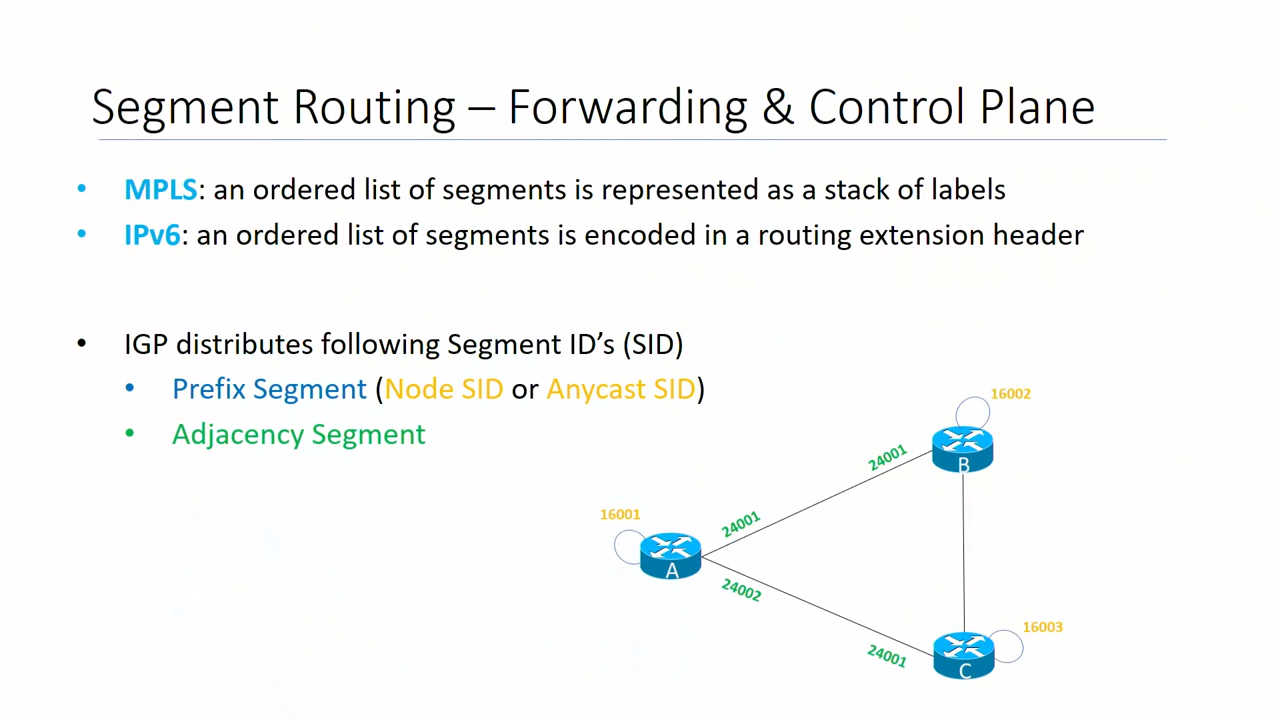 Segment Routing – Forwarding & Control Plane
• MPLS: an ordered list of segments is represented as a stack of labels
• IPv6: an ordered list of segments is encoded in a routing extension header
• IGP distributes following Segment ID’s (SID)
• Prefix Segment (Node SID or Anycast SID)
• Adjacency Segment
16002
B
24001
16001
24001
A
24002
16003
24001
C